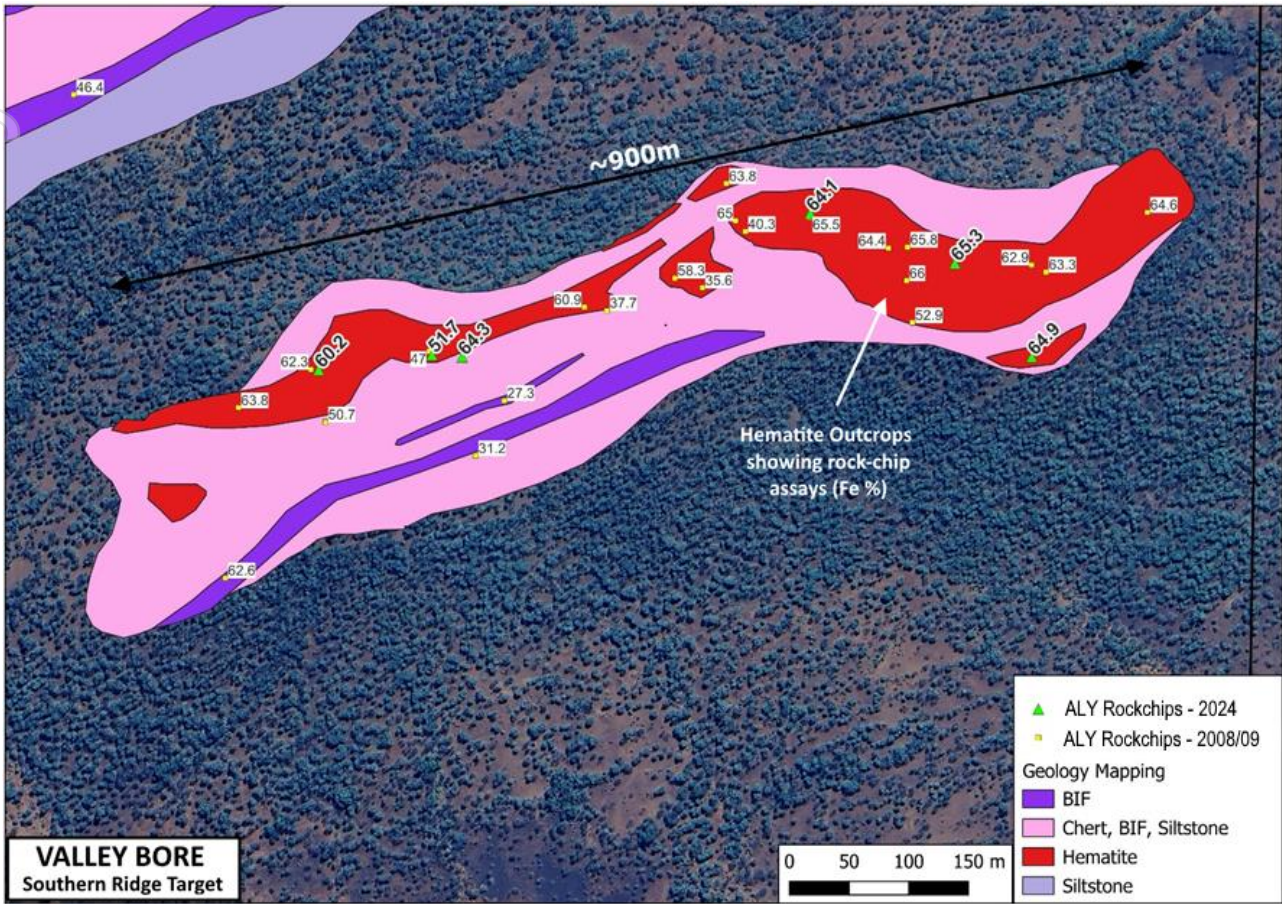 46.4
~900m
63.8
64.1
65
65.5
40.3
64.6
64.4
65.8
65.3
62.9
63.3
58.3
66
35.6
60.9
37.7
52.9
51.7
64.3
47
64.9
62.3
60.2
63.8
50.7
27.3
31.2
Hematite Outcrops
showing rock-chip
assays (Fe %)
62.6
ALY Rockchips - 2024
ALY Rockchips - 2008/09
Geology Mapping
BIF
Chert, BIF, Siltstone
Hematite
Siltstone
0 50 100 150 m
VALLEY BORE
Southern Ridge Target